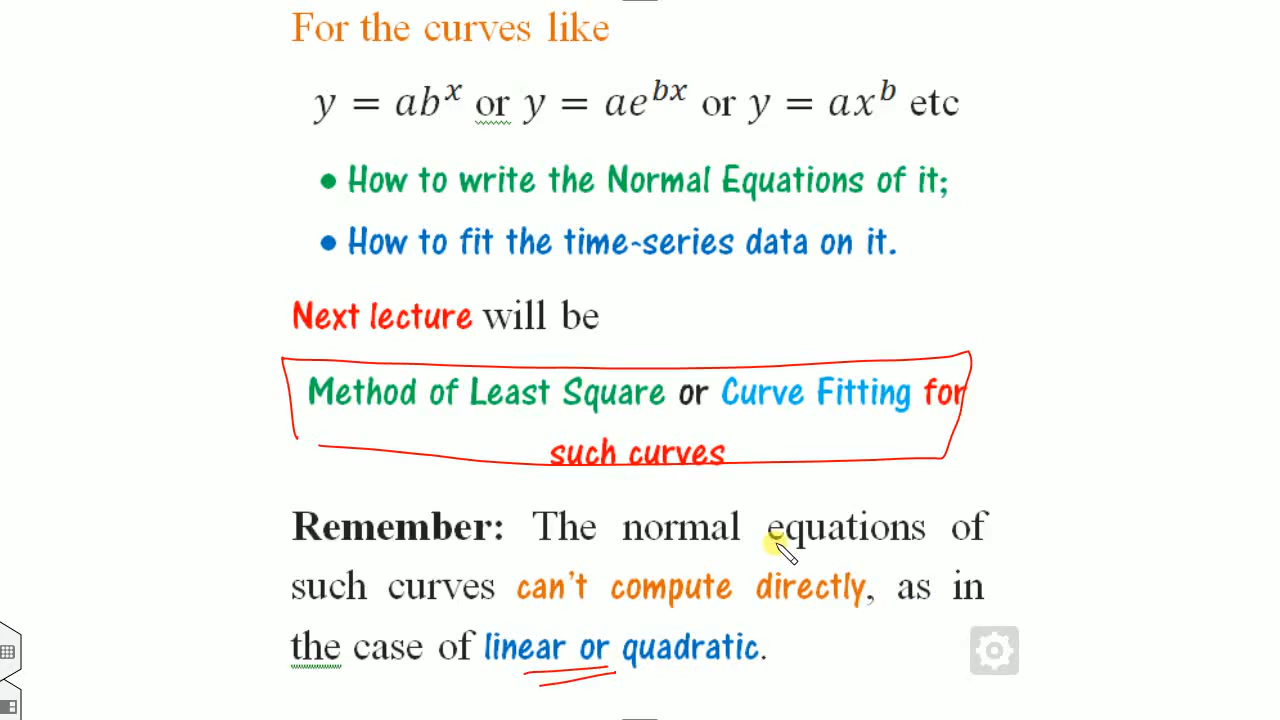 For the curves like
y = ab^x or y = ae^{bx} or y = ax^b etc
• How to write the Normal Equations of it;
• How to fit the time-series data on it.
Next lecture will be
Method of Least Square or Curve Fitting for
such curves
Remember: The normal equations of
such curves can't compute directly, as in
the case of linear or quadratic.